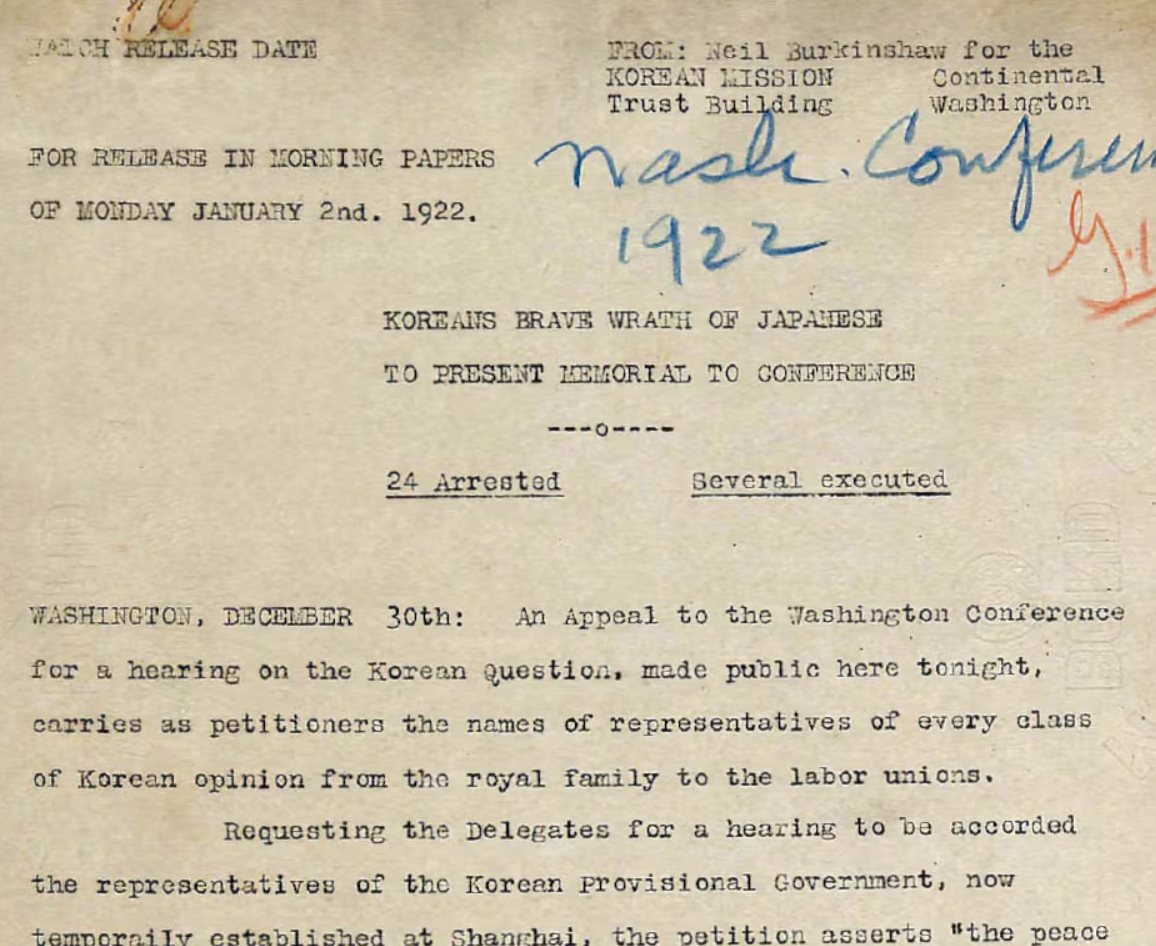 WATCH RELEASE DATE
FROM: Neil Burkinshaw for the
KOREAN MISSION Continental
Trust Building Washington
FOR RELEASE IN MORNING PAPERS
OF MONDAY JANUARY 2nd. 1922.
Wash. Conferen
1922
KOREANS BRAVE WRATH OF JAPANESE
TO PRESENT MEMORIAL TO CONFERENCE
---o----
24 Arrested Several executed
WASHINGTON, DECEMBER 30th: An Appeal to the Washington Conference
for a hearing on the Korean Question, made public here tonight,
carries as petitioners the names of representatives of every class
of Korean opinion from the royal family to the labor unions.
Requesting the Delegates for a hearing to be accorded
the representatives of the Korean Provisional Government, now
temporaily established at Shanghai, the petition asserts "the peace